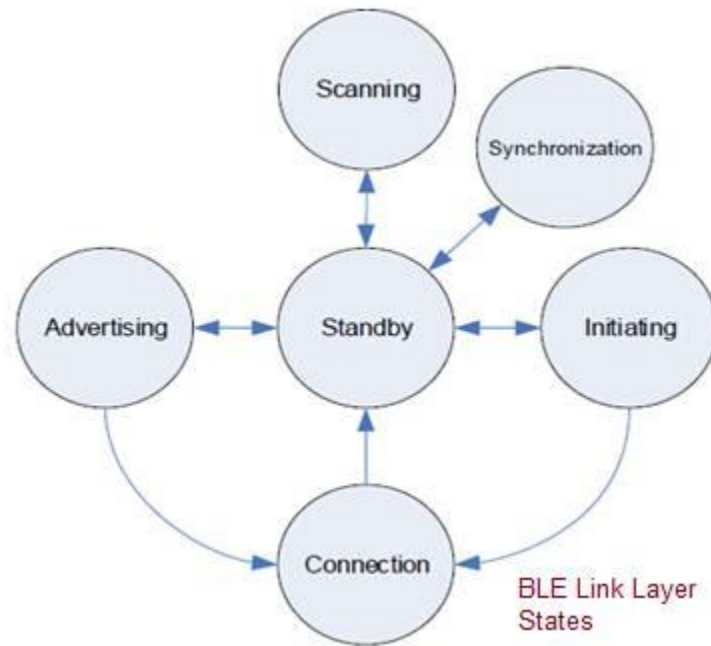 Scanning
Synchronization
Advertising
Standby
Initiating
Connection
BLE Link Layer
States